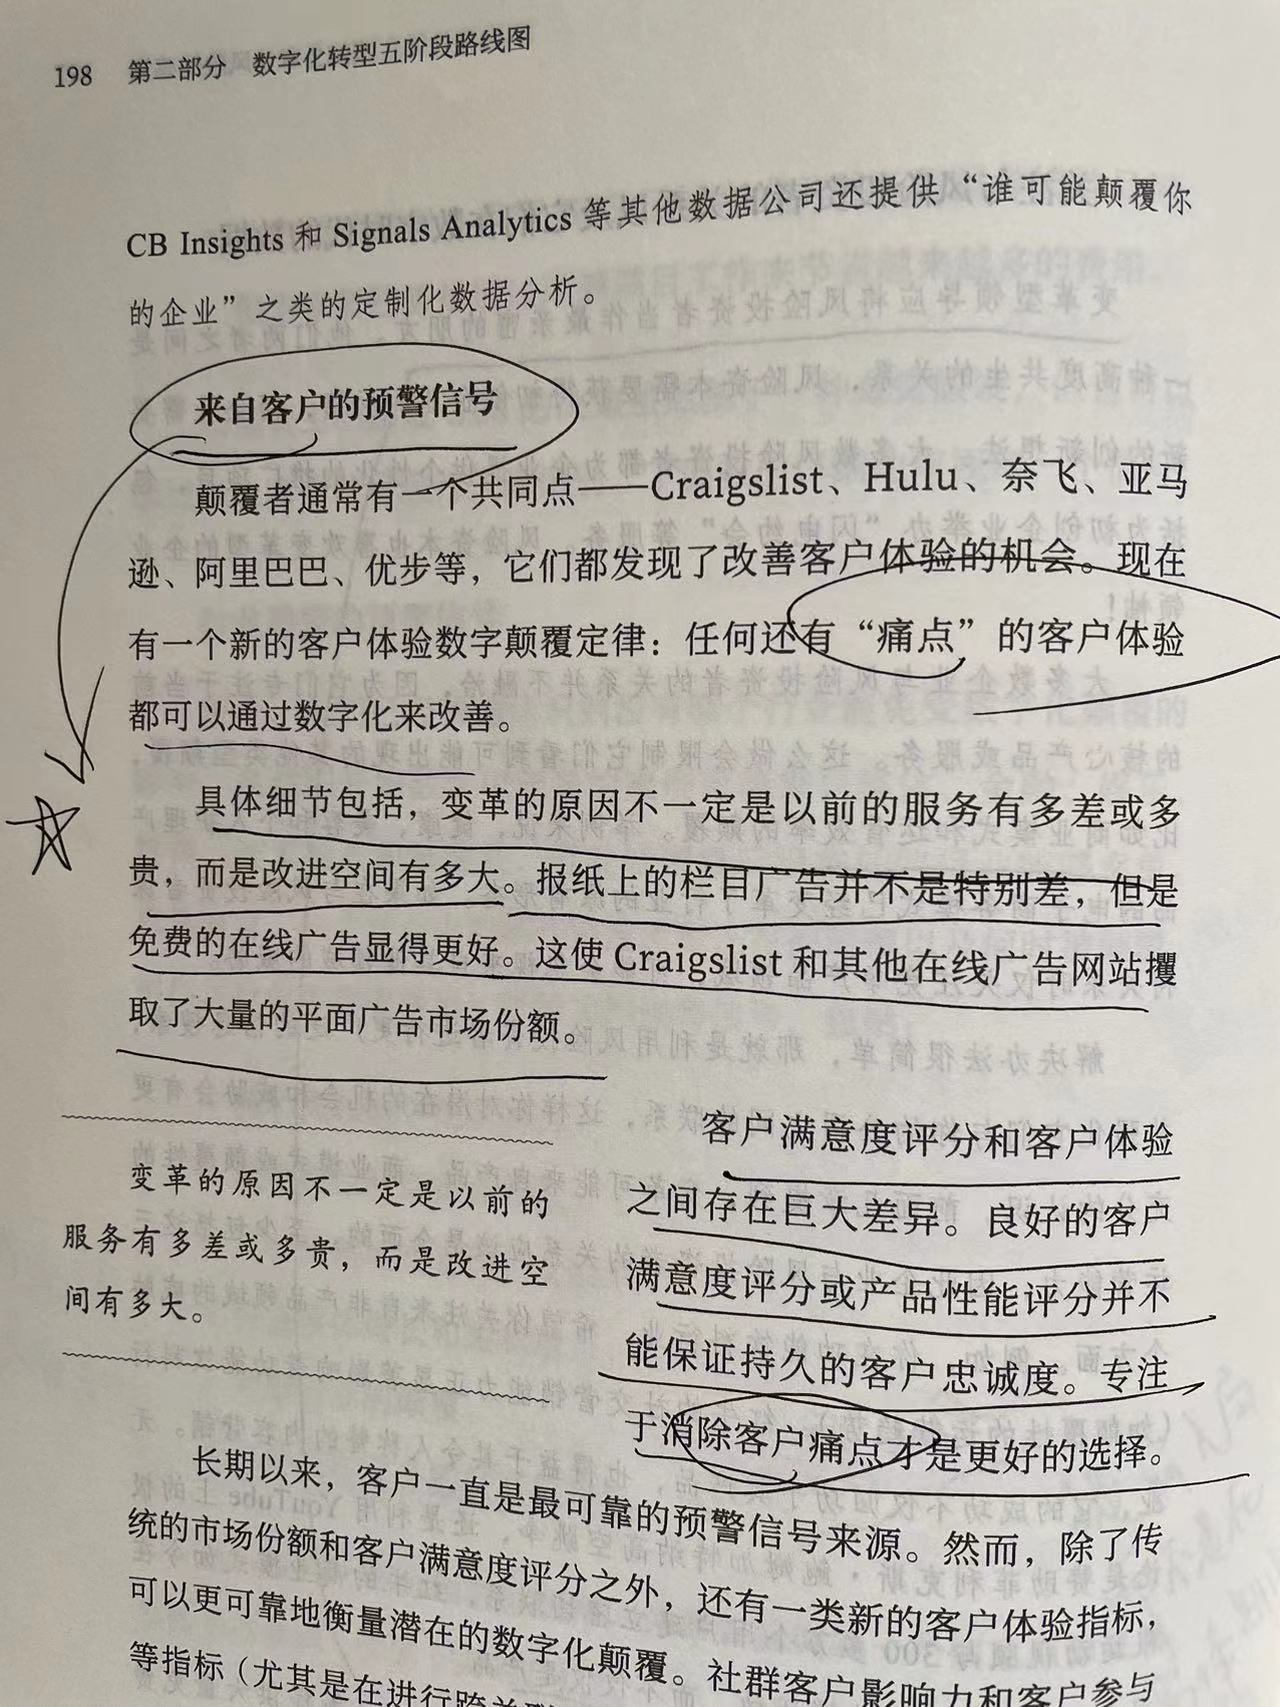 198 第二部分 数字化转型五阶段路线图
CB Insights 和 Signals Analytics 等其他数据公司还提供“谁可能颠覆你
的企业”之类的定制化数据分析。
来自客户的预警信号
颠覆者通常有一个共同点——Craigslist、Hulu、奈飞、亚马
逊、阿里巴巴、优步等，它们都发现了改善客户体验的机会。现在
有一个新的客户体验数字颠覆定律：任何还有“痛点”的客户体验
都可以通过数字化来改善。
具体细节包括，变革的原因不一定是以前的服务有多差或多
贵，而是改进空间有多大。报纸上的栏目广告并不是特别差，但是
免费的在线广告显得更好。这使 Craigslist 和其他在线广告网站攫
取了大量的平面广告市场份额。
变革的原因不一定是以前的
服务有多差或多贵，而是改进空
间有多大。
客户满意度评分和客户体验
之间存在巨大差异。良好的客户
满意度评分或产品性能评分并不
能保证持久的客户忠诚度。专注
于消除客户痛点才是更好的选择。
长期以来，客户一直是最可靠的预警信号来源。然而，除了传
统的市场份额和客户满意度评分之外，还有一类新的客户体验指标，
可以更可靠地衡量潜在的数字化颠覆。社群客户影响力和客户参与
等指标（尤其是在进行跨